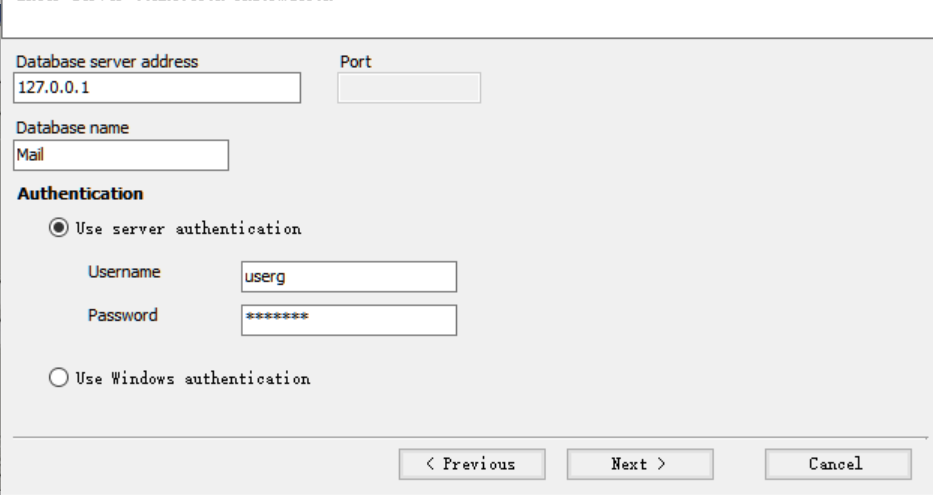 Database server address
Port
127.0.0.1
Database name
Mail
Authentication
Use server authentication
Username
userg
Password
*******
Use Windows authentication
< Previous
Next >
Cancel